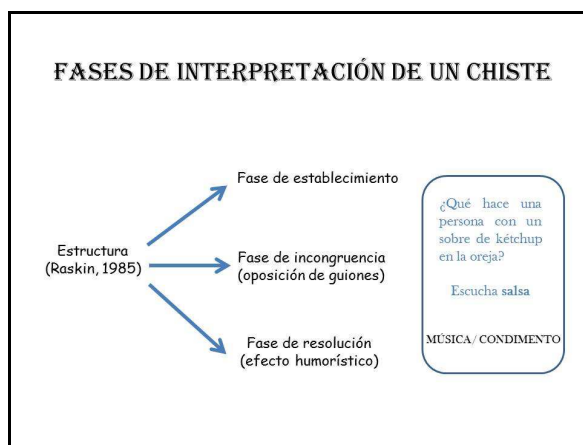 FASES DE INTERPRETACIÓN DE UN CHISTE
Fase de establecimiento
Estructura
(Raskin, 1985)
Fase de incongruencia
(oposición de guiones)
Fase de resolución
(efecto humorístico)
¿Qué hace una
persona con un
sobre de kétchup
en la oreja?
Escucha salsa
MÚSICA/ CONDIMENTO